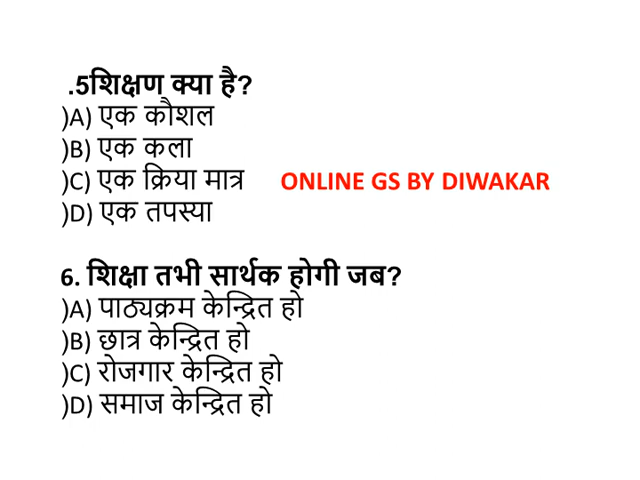 .5शिक्षण क्या है?
)A) एक कौशल
)B) एक कला
)C) एक क्रिया मात्र ONLINE GS BY DIWAKAR
)D) एक तपस्या
6. शिक्षा तभी सार्थक होगी जब?
)A) पाठ्यक्रम केन्द्रित हो
)B) छात्र केन्द्रित हो
)C) रोजगार केन्द्रित हो
)D) समाज केन्द्रित हो